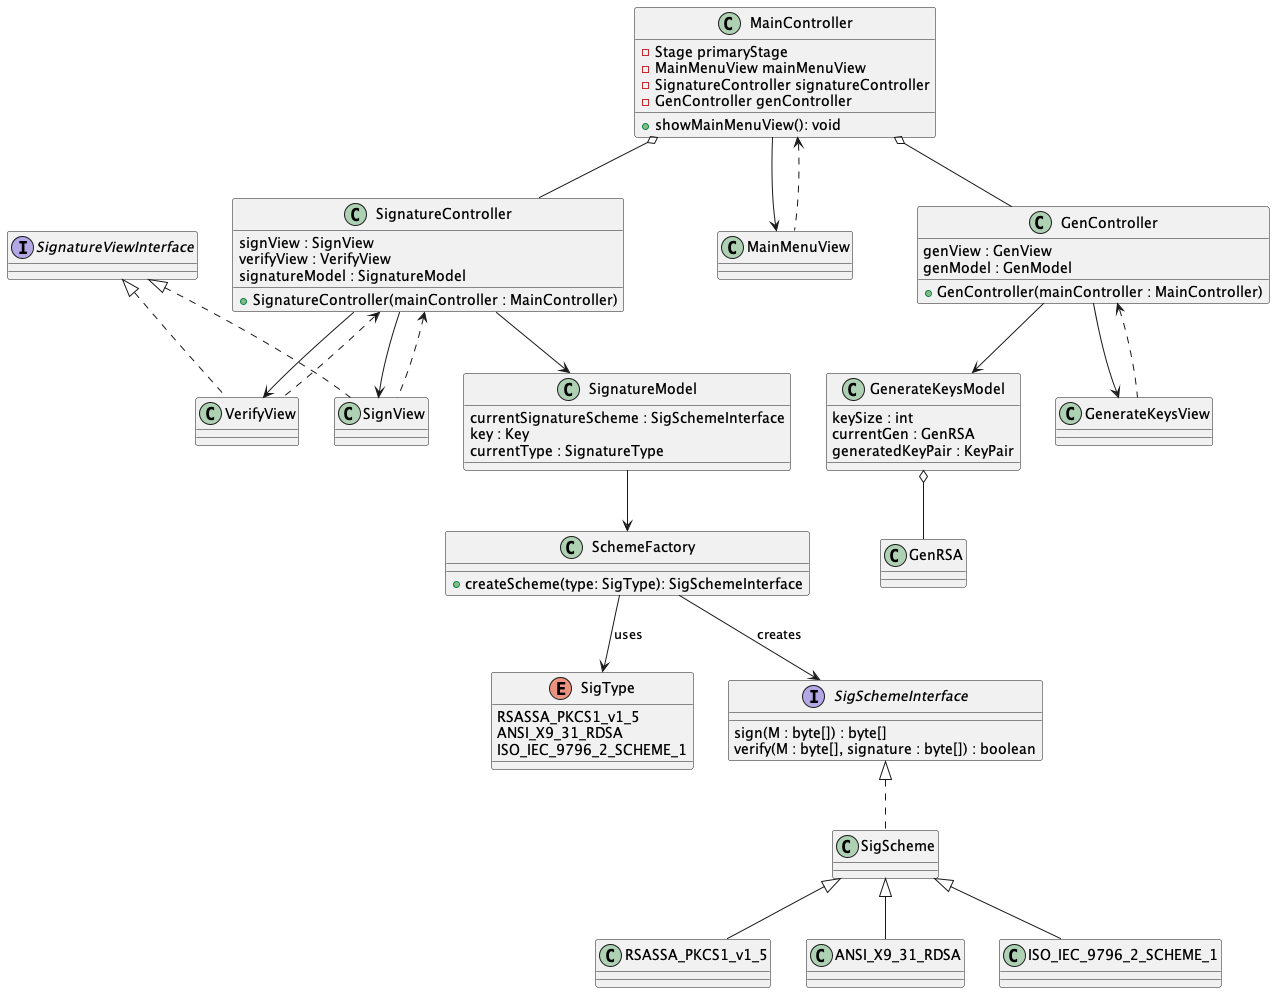 C MainController
Stage primaryStage
MainMenuView mainMenuView
SignatureController signatureController
GenController genController
showMainMenuView(): void
I SignatureViewInterface
C SignatureController
signView : SignView
verifyView : VerifyView
signatureModel : SignatureModel
SignatureController(mainController : MainController)
C MainMenuView
C GenController
genView : GenView
genModel : GenModel
GenController(mainController : MainController)
C VerifyView
C SignView
C SignatureModel
currentSignatureScheme : SigSchemeInterface
key : Key
currentType : SignatureType
C GenerateKeysModel
keySize : int
currentGen : GenRSA
generatedKeyPair : KeyPair
C GenerateKeysView
C SchemeFactory
createScheme(type: SigType): SigSchemeInterface
C GenRSA
uses
creates
E SigType
RSASSA_PKCS1_v1_5
ANSI_X9_31_RDSA
ISO_IEC_9796_2_SCHEME_1
I SigSchemeInterface
sign(M : byte[]) : byte[]
verify(M : byte[], signature : byte[]) : boolean
C SigScheme
C RSASSA_PKCS1_v1_5
C ANSI_X9_31_RDSA
C ISO_IEC_9796_2_SCHEME_1